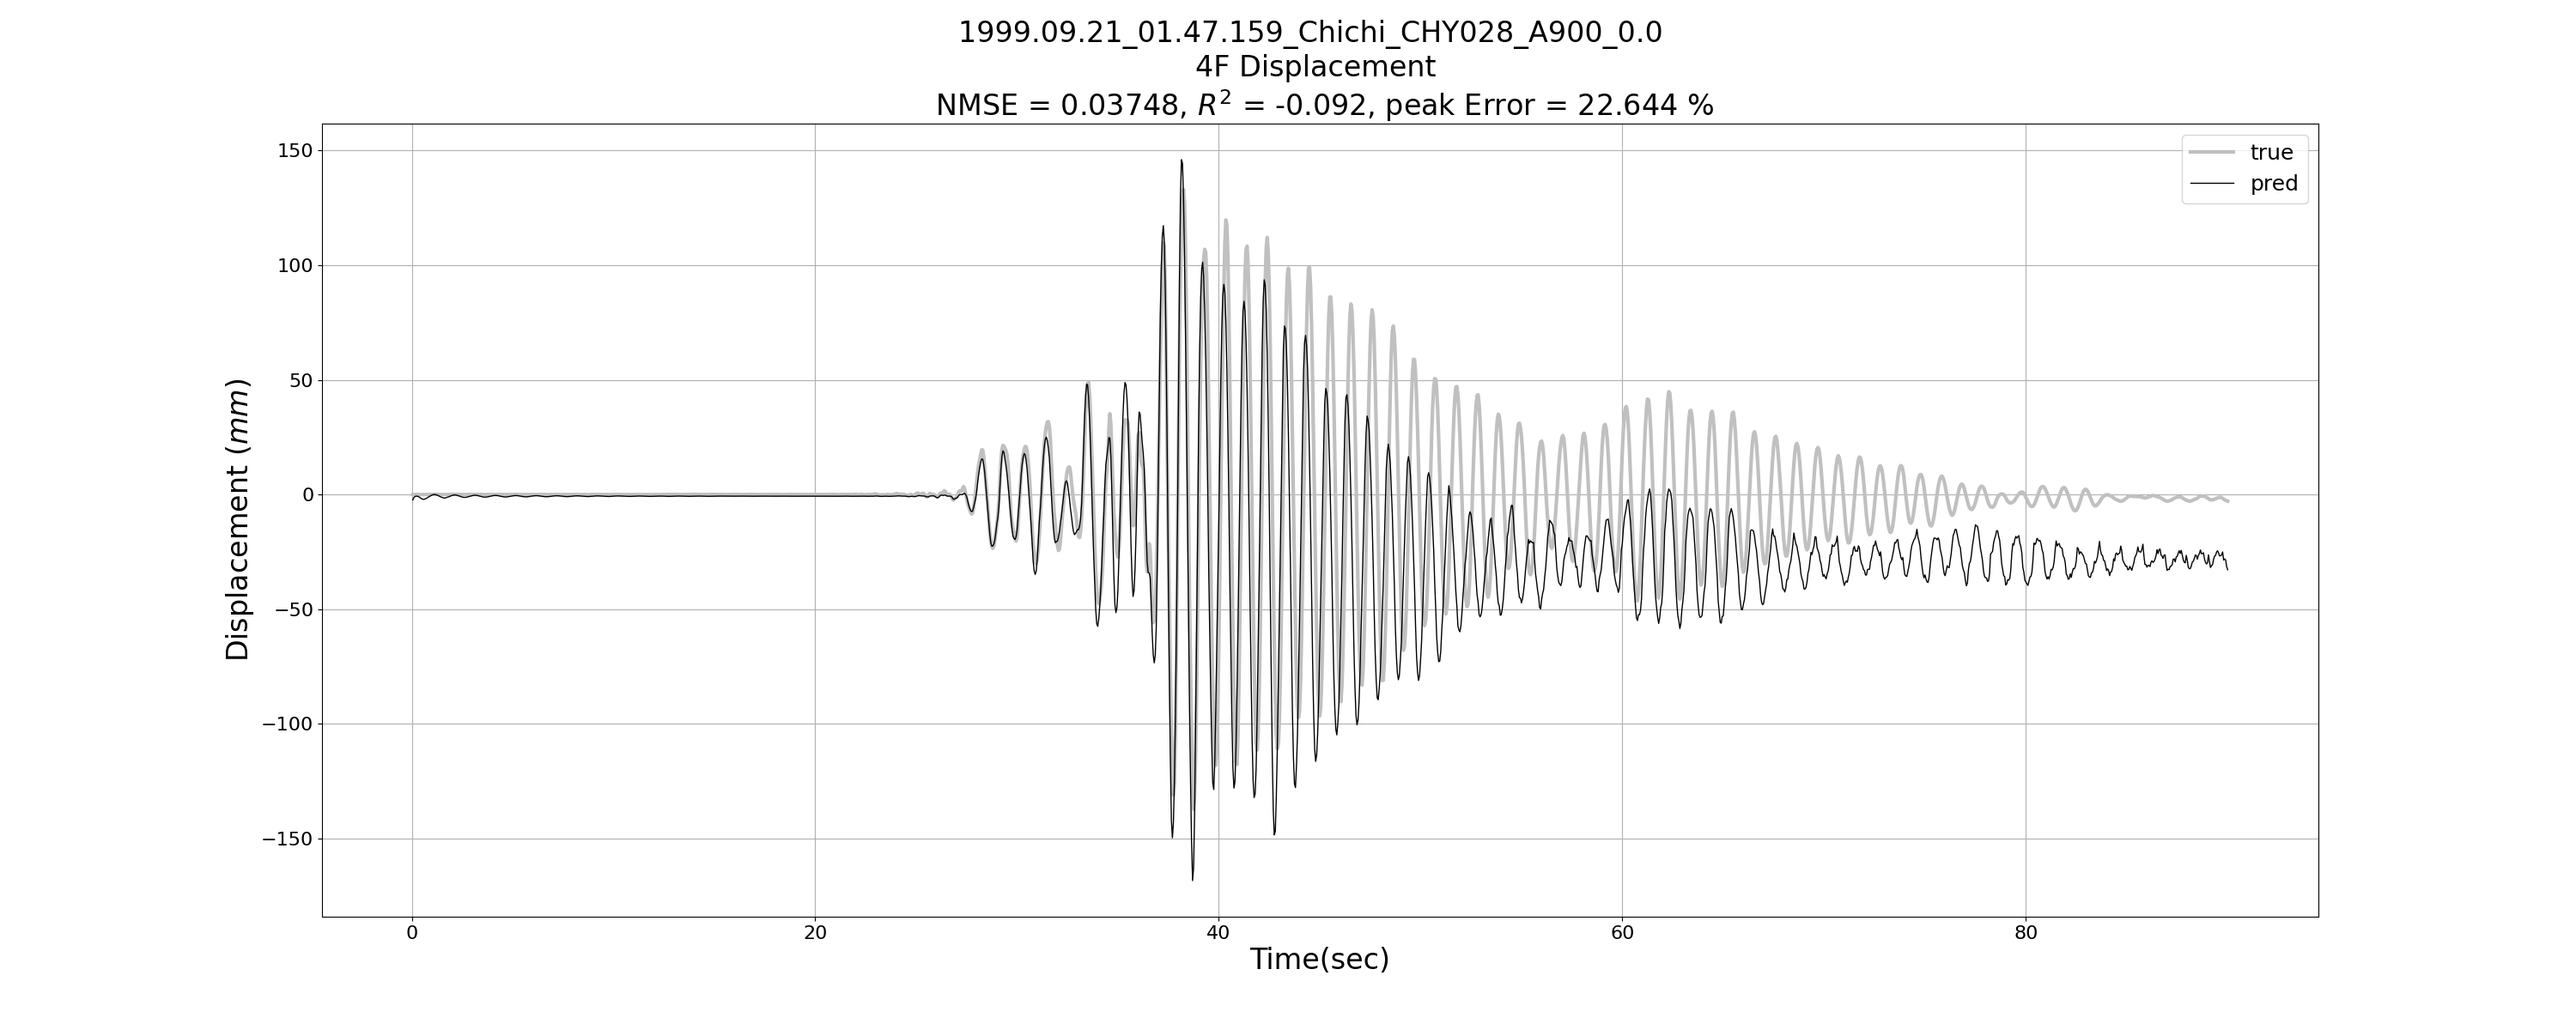 1999.09.21_01.47.159_Chichi_CHY028_A900_0.0
4F Displacement
NMSE = 0.03748, R² = -0.092, peak Error = 22.644 %
true
pred
150
100
50
0
−50
−100
−150
Displacement (mm)
0 20 40 60 80
Time(sec)